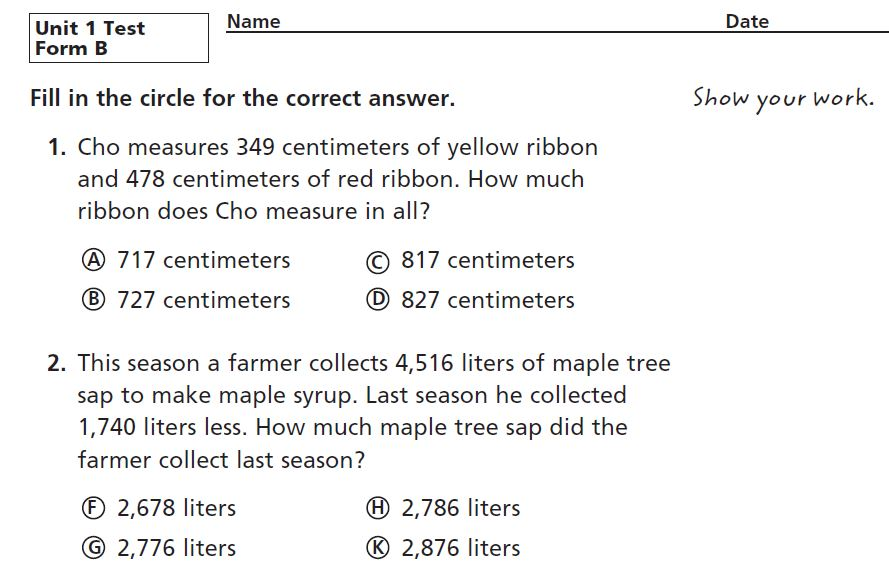 Unit 1 Test
Form B
Name
Date
Fill in the circle for the correct answer.
Show your work.
1. Cho measures 349 centimeters of yellow ribbon
and 478 centimeters of red ribbon. How much
ribbon does Cho measure in all?
Ⓐ 717 centimeters
Ⓒ 817 centimeters
Ⓑ 727 centimeters
Ⓓ 827 centimeters
2. This season a farmer collects 4,516 liters of maple tree
sap to make maple syrup. Last season he collected
1,740 liters less. How much maple tree sap did the
farmer collect last season?
Ⓕ 2,678 liters
Ⓗ 2,786 liters
Ⓖ 2,776 liters
Ⓚ 2,876 liters